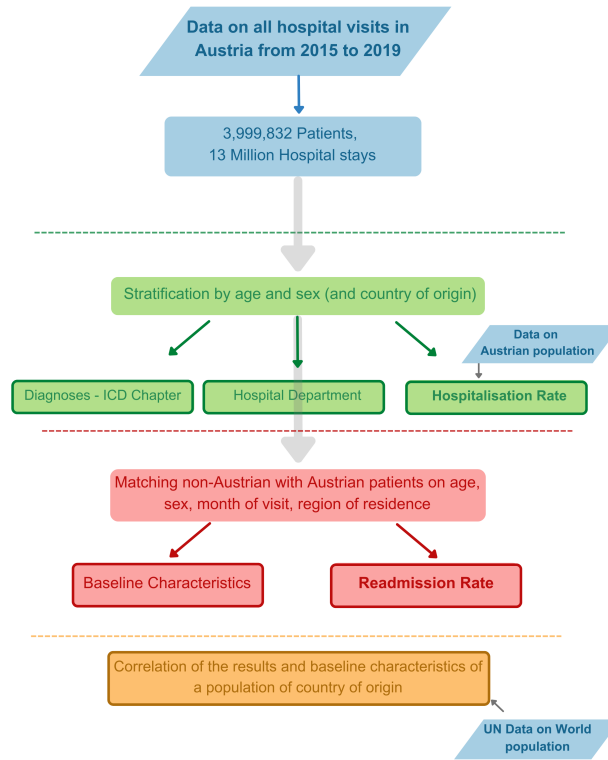 Data on all hospital visits in
Austria from 2015 to 2019
3,999,832 Patients,
13 Million Hospital stays
Stratification by age and sex (and country of origin)
Data on
Austrian population
Diagnoses - ICD Chapter
Hospital Department
Hospitalisation Rate
Matching non-Austrian with Austrian patients on age,
sex, month of visit, region of residence
Baseline Characteristics
Readmission Rate
Correlation of the results and baseline characteristics of
a population of country of origin
UN Data on World
population